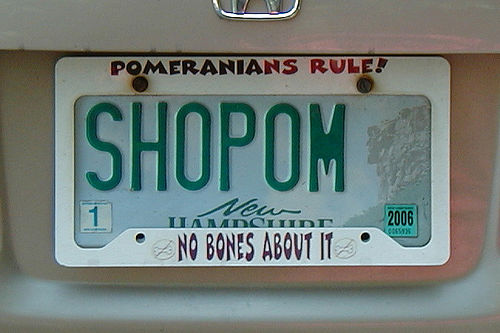 POMERANIANS RULE!
SHOPOM
New
HAMPSHIRE
1
2006
NO BONES ABOUT IT